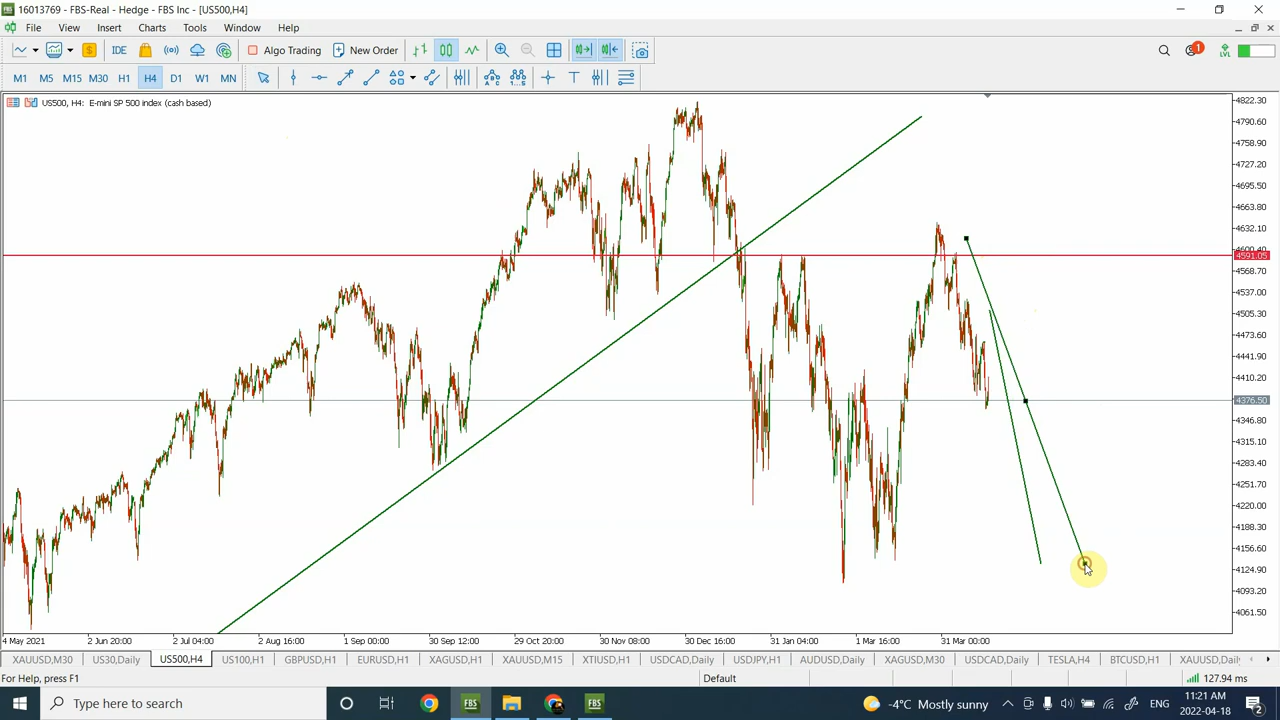 16013769 - FBS-Real - Hedge - FBS Inc - [US500,H4]
File View Insert Charts Tools Window Help
IDE Algo Trading New Order 1 LVL
M1 M5 M15 M30 H1 H4 D1 W1 MN T
US500, H4: E-mini SP 500 index (cash based)
4822.30
4790.60
4758.90
4727.20
4695.50
4663.80
4632.10
4600.40
4591.05
4568.70
4537.00
4505.30
4473.60
4441.90
4410.20
4376.50
4346.80
4315.10
4283.40
4251.70
4220.00
4188.30
4156.60
4124.90
4093.20
4061.50
4 May 2021 2 Jun 20:00 2 Jul 04:00 2 Aug 16:00 1 Sep 00:00 30 Sep 12:00 29 Oct 20:00 30 Nov 08:00 30 Dec 16:00 31 Jan 04:00 1 Mar 16:00 31 Mar 00:00
XAUUSD,M30 US30,Daily US500,H4 US100,H1 GBPUSD,H1 EURUSD,H1 XAGUSD,H1 XAUUSD,M15 XTIUSD,H1 USDCAD,Daily USDJPY,H1 AUDUSD,Daily XAGUSD,M30 USDCAD,Daily TESLA,H4 BTCUSD,H1 XAUUSD,Dail
For Help, press F1 Default 127.94 ms
Type here to search FBS FBS -4°C Mostly sunny ENG 11:21 AM 2022-04-18 2